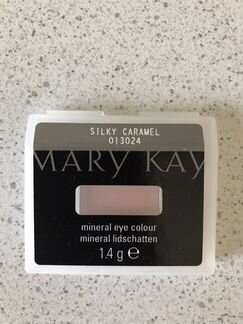 SILKY CARAMEL
013024
MARY KAY
mineral eye colour
mineral lidschatten
1.4 g ℮